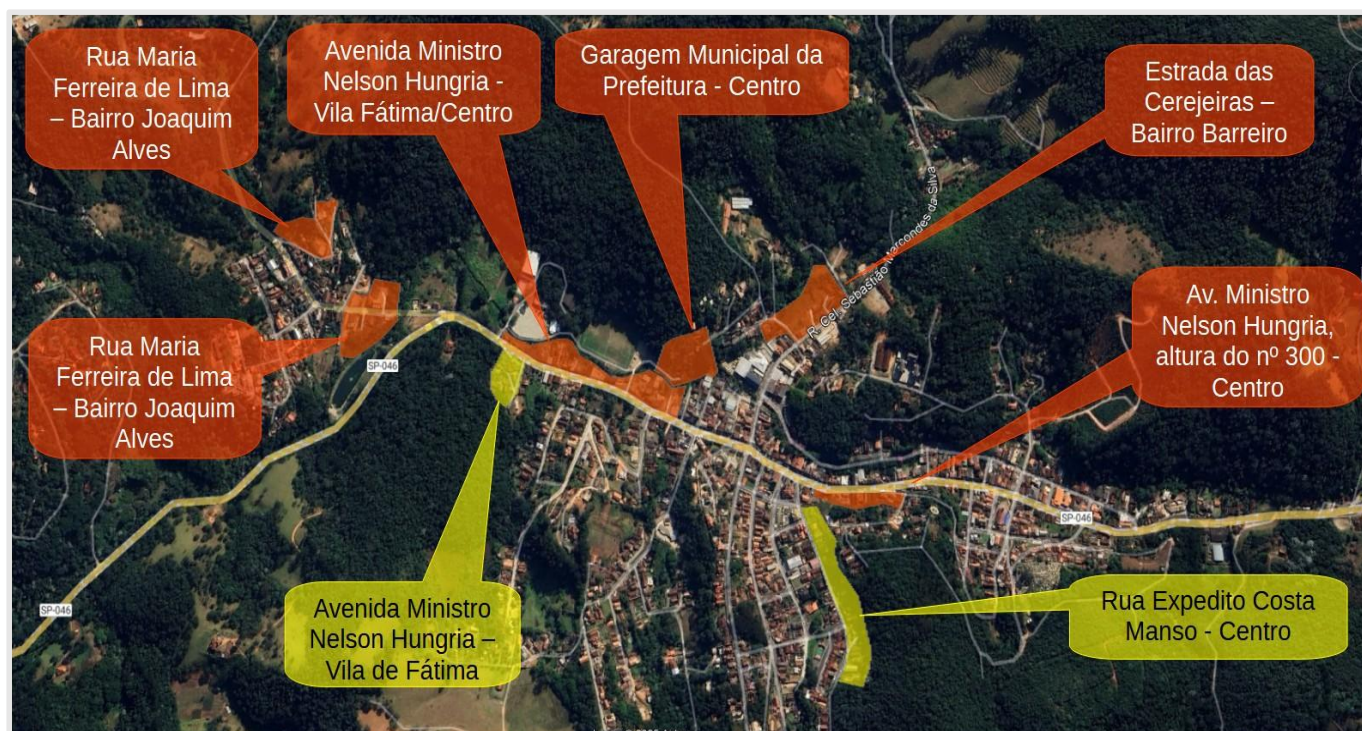 Rua Maria
Ferreira de Lima
– Bairro Joaquim
Alves
Avenida Ministro
Nelson Hungria -
Vila Fátima/Centro
Garagem Municipal da
Prefeitura - Centro
Estrada das
Cerejeiras –
Bairro Barreiro
R. Cel. Sebastião Marcondes da Silva
Av. Ministro
Nelson Hungria,
altura do nº 300 -
Centro
Rua Maria
Ferreira de Lima
– Bairro Joaquim
Alves
SP-046
SP-046
SP-046
Avenida Ministro
Nelson Hungria –
Vila de Fátima
Rua Expedito Costa
Manso - Centro